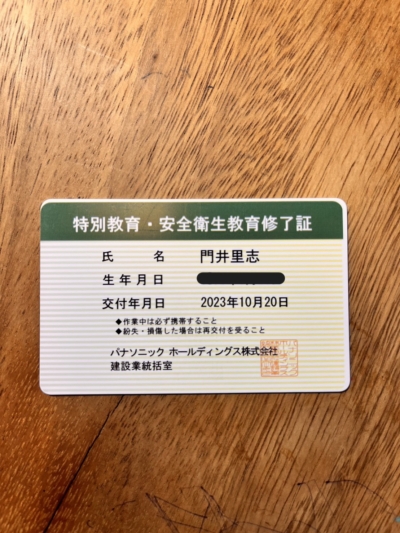 特別教育・安全衛生教育修了証
氏　　名　門井里志
生年月日
交付年月日　2023年10月20日
◆作業中は必ず携帯すること
◆紛失・損傷した場合は再交付を受ること
パナソニック ホールディングス株式会社
建設業統括室